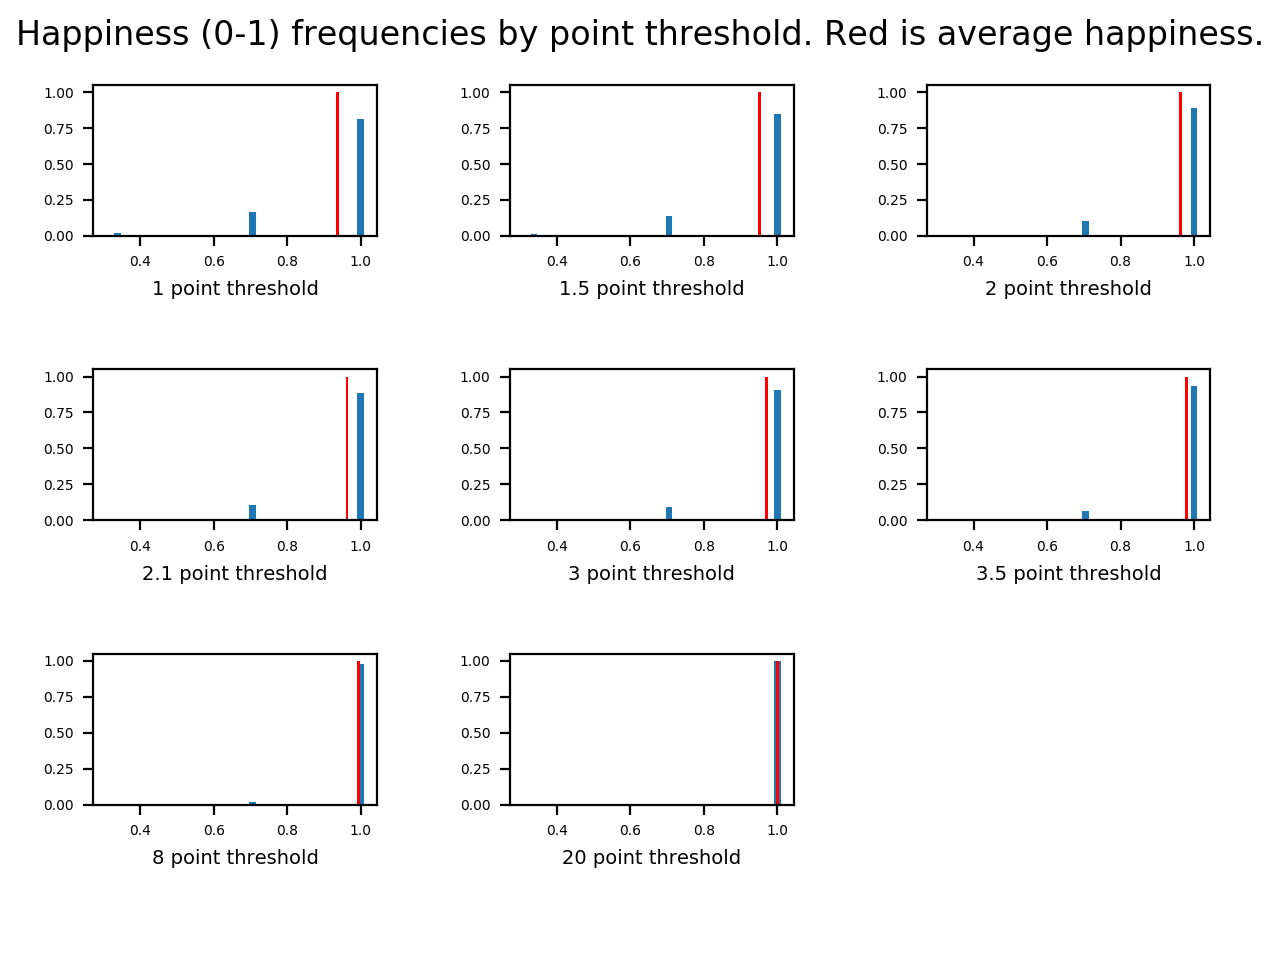 Happiness (0-1) frequencies by point threshold. Red is average happiness.
1.00 1.00 1.00
0.75 0.75 0.75
0.50 0.50 0.50
0.25 0.25 0.25
0.00 0.00 0.00
0.4 0.6 0.8 1.0 0.4 0.6 0.8 1.0 0.4 0.6 0.8 1.0
1 point threshold 1.5 point threshold 2 point threshold
1.00 1.00 1.00
0.75 0.75 0.75
0.50 0.50 0.50
0.25 0.25 0.25
0.00 0.00 0.00
0.4 0.6 0.8 1.0 0.4 0.6 0.8 1.0 0.4 0.6 0.8 1.0
2.1 point threshold 3 point threshold 3.5 point threshold
1.00 1.00
0.75 0.75
0.50 0.50
0.25 0.25
0.00 0.00
0.4 0.6 0.8 1.0 0.4 0.6 0.8 1.0
8 point threshold 20 point threshold